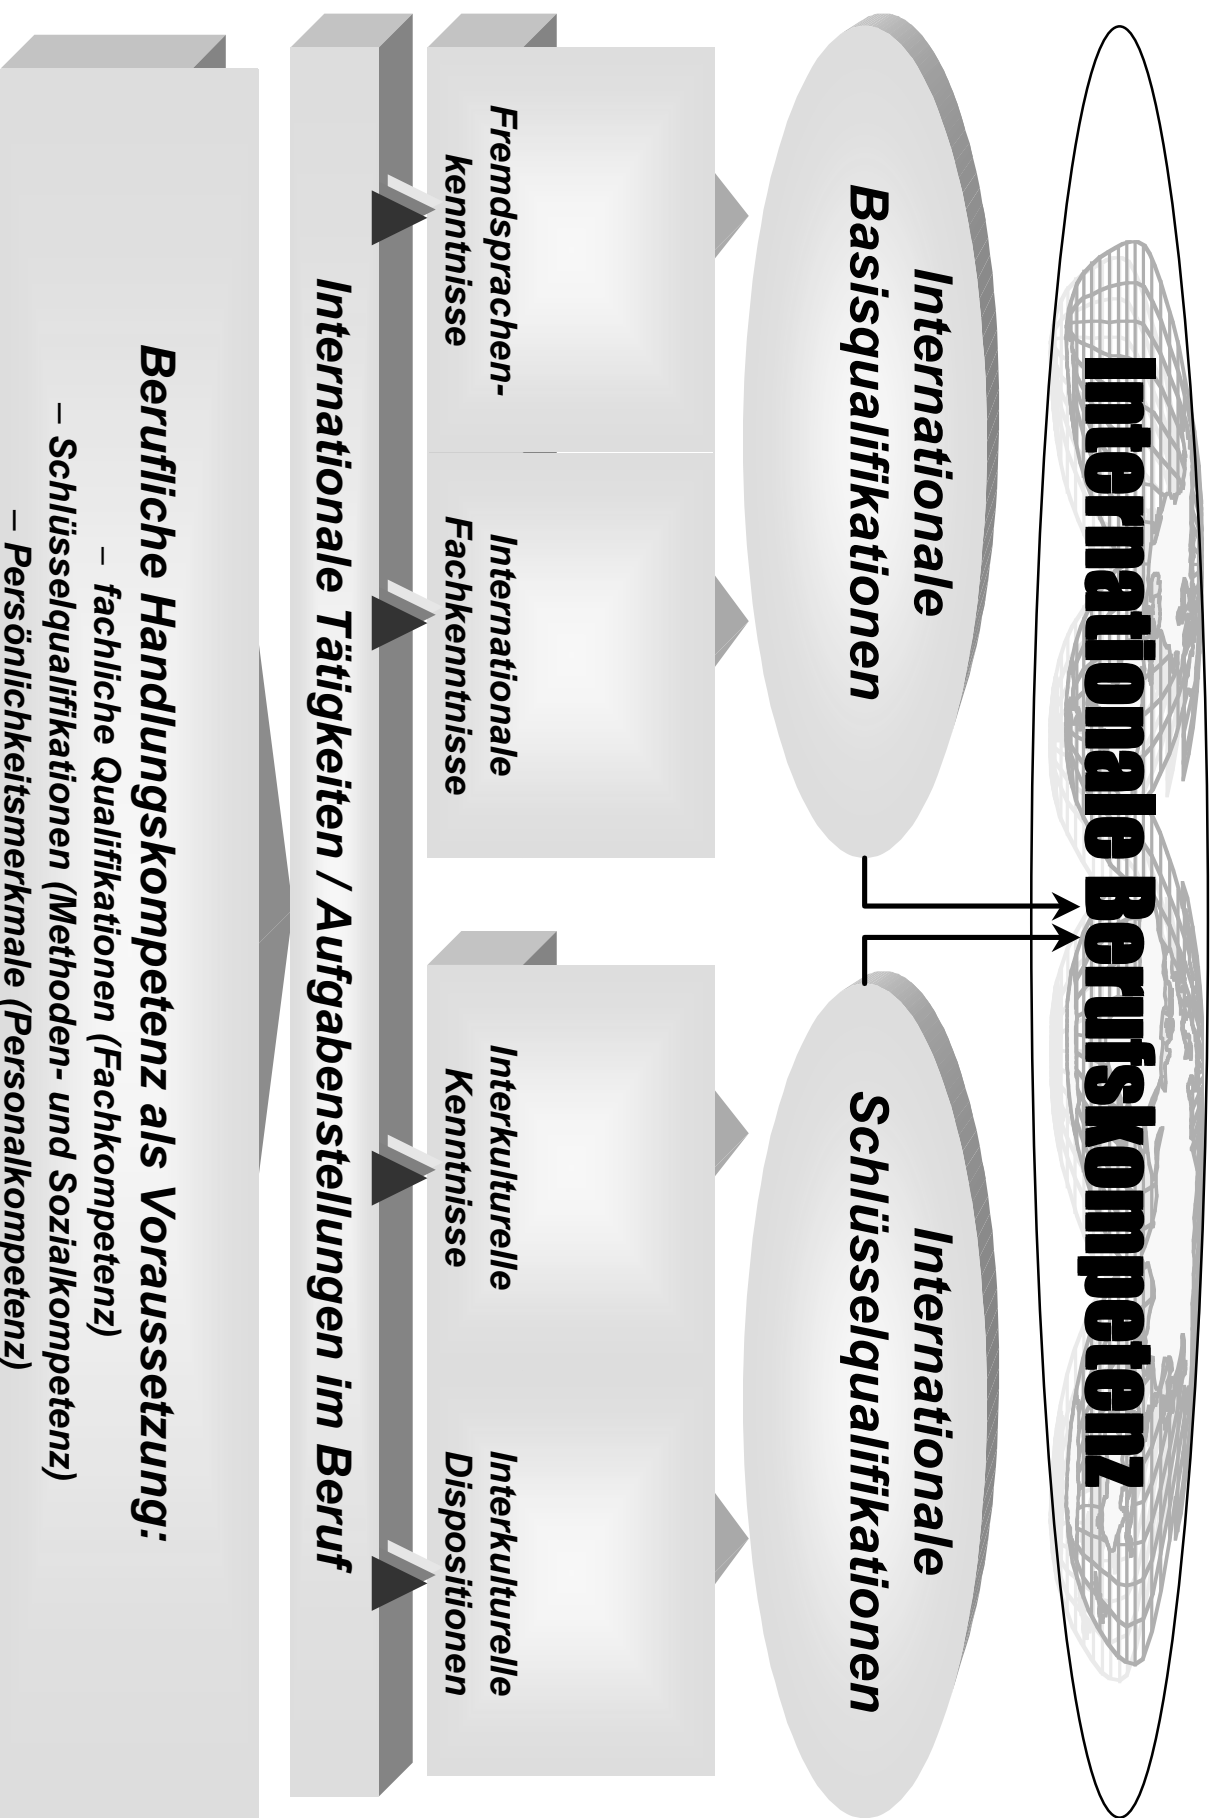 Internationale Berufskompetenz
Internationale
Basisqualifikationen
Internationale
Schlüsselqualifikationen
Fremdsprachen-
kenntnisse
Internationale
Fachkenntnisse
Interkulturelle
Kenntnisse
Interkulturelle
Dispositionen
Internationale Tätigkeiten / Aufgabenstellungen im Beruf
Berufliche Handlungskompetenz als Voraussetzung:
– fachliche Qualifikationen (Fachkompetenz)
– Schlüsselqualifikationen (Methoden- und Sozialkompetenz)
– Persönlichkeitsmerkmale (Personalkompetenz)